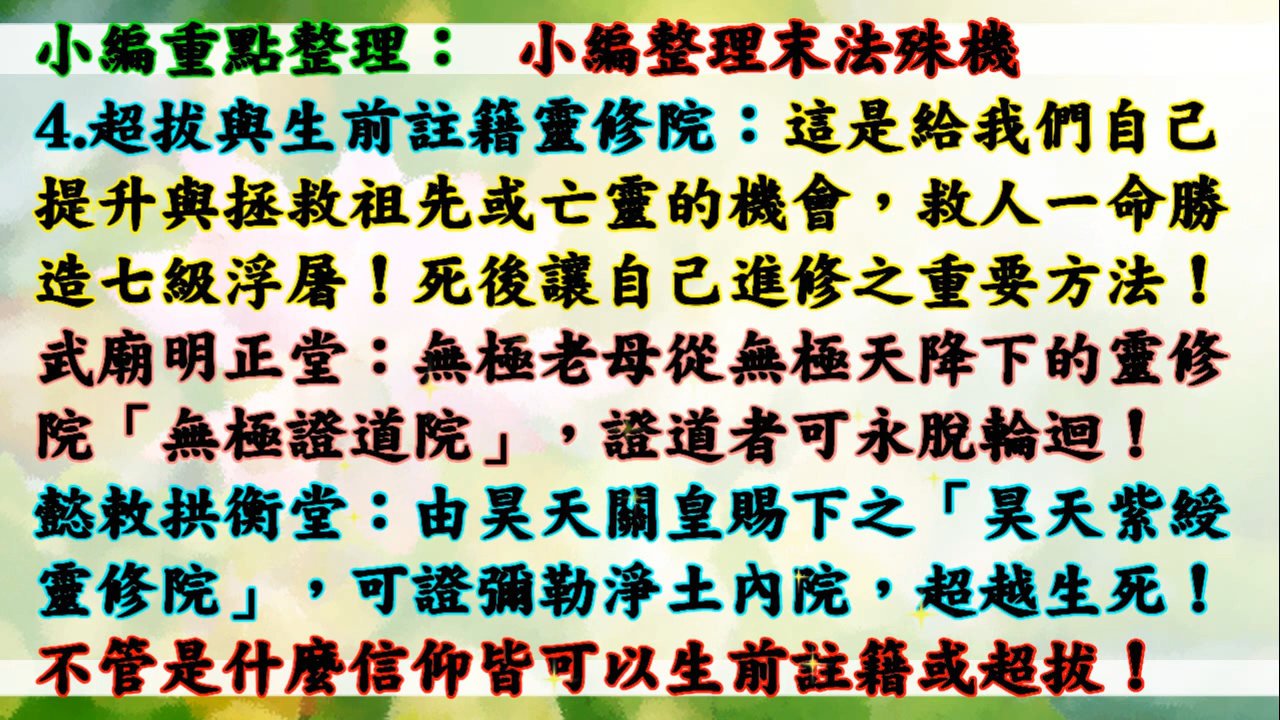 小編重點整理： 小編整理末法殊機
4.超拔與生前註籍靈修院：這是給我們自己
提升與拯救祖先或亡靈的機會，救人一命勝
造七級浮屠！死後讓自己進修之重要方法！
武廟明正堂：無極老母從無極天降下的靈修
院「無極證道院」，證道者可永脫輪迴！
懿敕拱衡堂：由昊天關皇賜下之「昊天紫綬
靈修院」，可證彌勒淨土內院，超越生死！
不管是什麼信仰皆可以生前註籍或超拔！